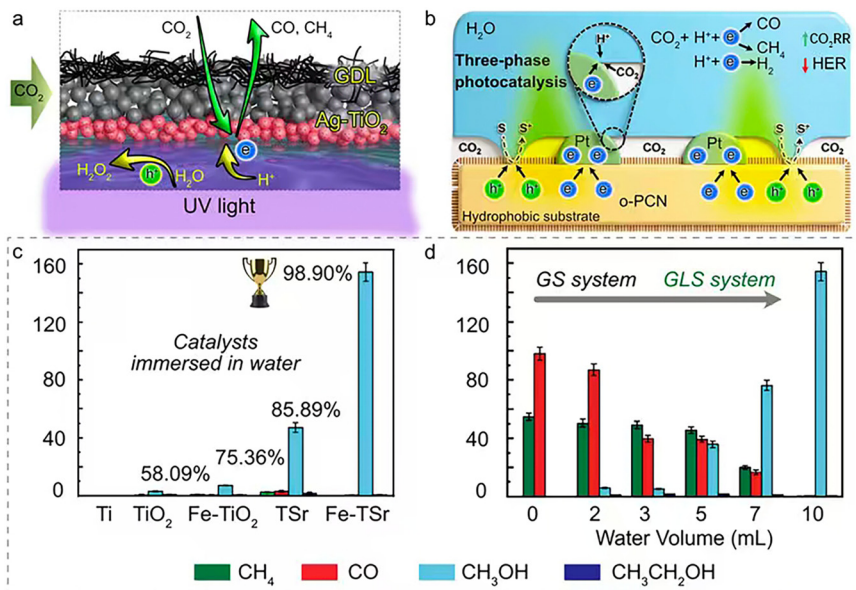 a
CO2
CO, CH4
GDL
CO2
Ag-TiO2
e
H2O2
h+
H2O
H+
UV light
b
H2O
Three-phase
photocatalysis
H+
CO2
e
CO2 + H+ + e
CO
CH4
H+ + e
H2
↑CO2RR
↓HER
CO2
S
S+
Pt
e e
CO2
Pt
e e
S
S+
CO2
h+ h+
e e
o-PCN
e e
h+ h+
Hydrophobic substrate
c
160
120
80
40
0
98.90%
Catalysts
immersed in water
85.89%
75.36%
58.09%
Ti TiO2 Fe-TiO2 TSr Fe-TSr
d
160
120
80
40
0
GS system GLS system
0 2 3 5 7 10
Water Volume (mL)
CH4 CO CH3OH CH3CH2OH